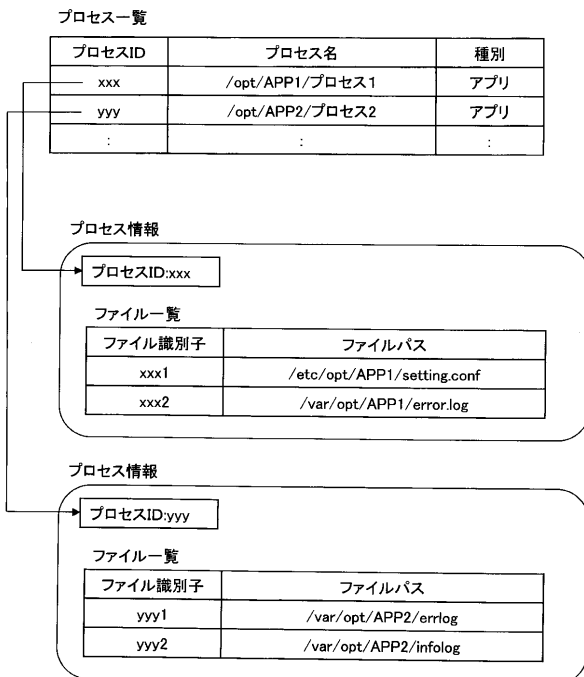 プロセス一覧
プロセスID プロセス名 種別
xxx /opt/APP1/プロセス1 アプリ
yyy /opt/APP2/プロセス2 アプリ
: : :
プロセス情報
プロセスID:xxx
ファイル一覧
ファイル識別子 ファイルパス
xxx1 /etc/opt/APP1/setting.conf
xxx2 /var/opt/APP1/error.log
プロセス情報
プロセスID:yyy
ファイル一覧
ファイル識別子 ファイルパス
yyy1 /var/opt/APP2/errlog
yyy2 /var/opt/APP2/infolog